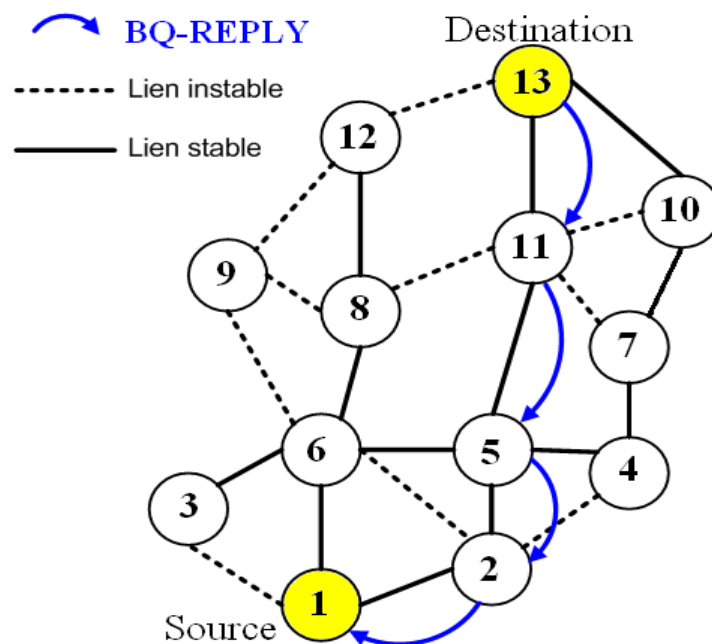 BQ-REPLY
Destination
Lien instable
13
12
Lien stable
10
11
9
8
7
6
5
4
3
2
1
Source